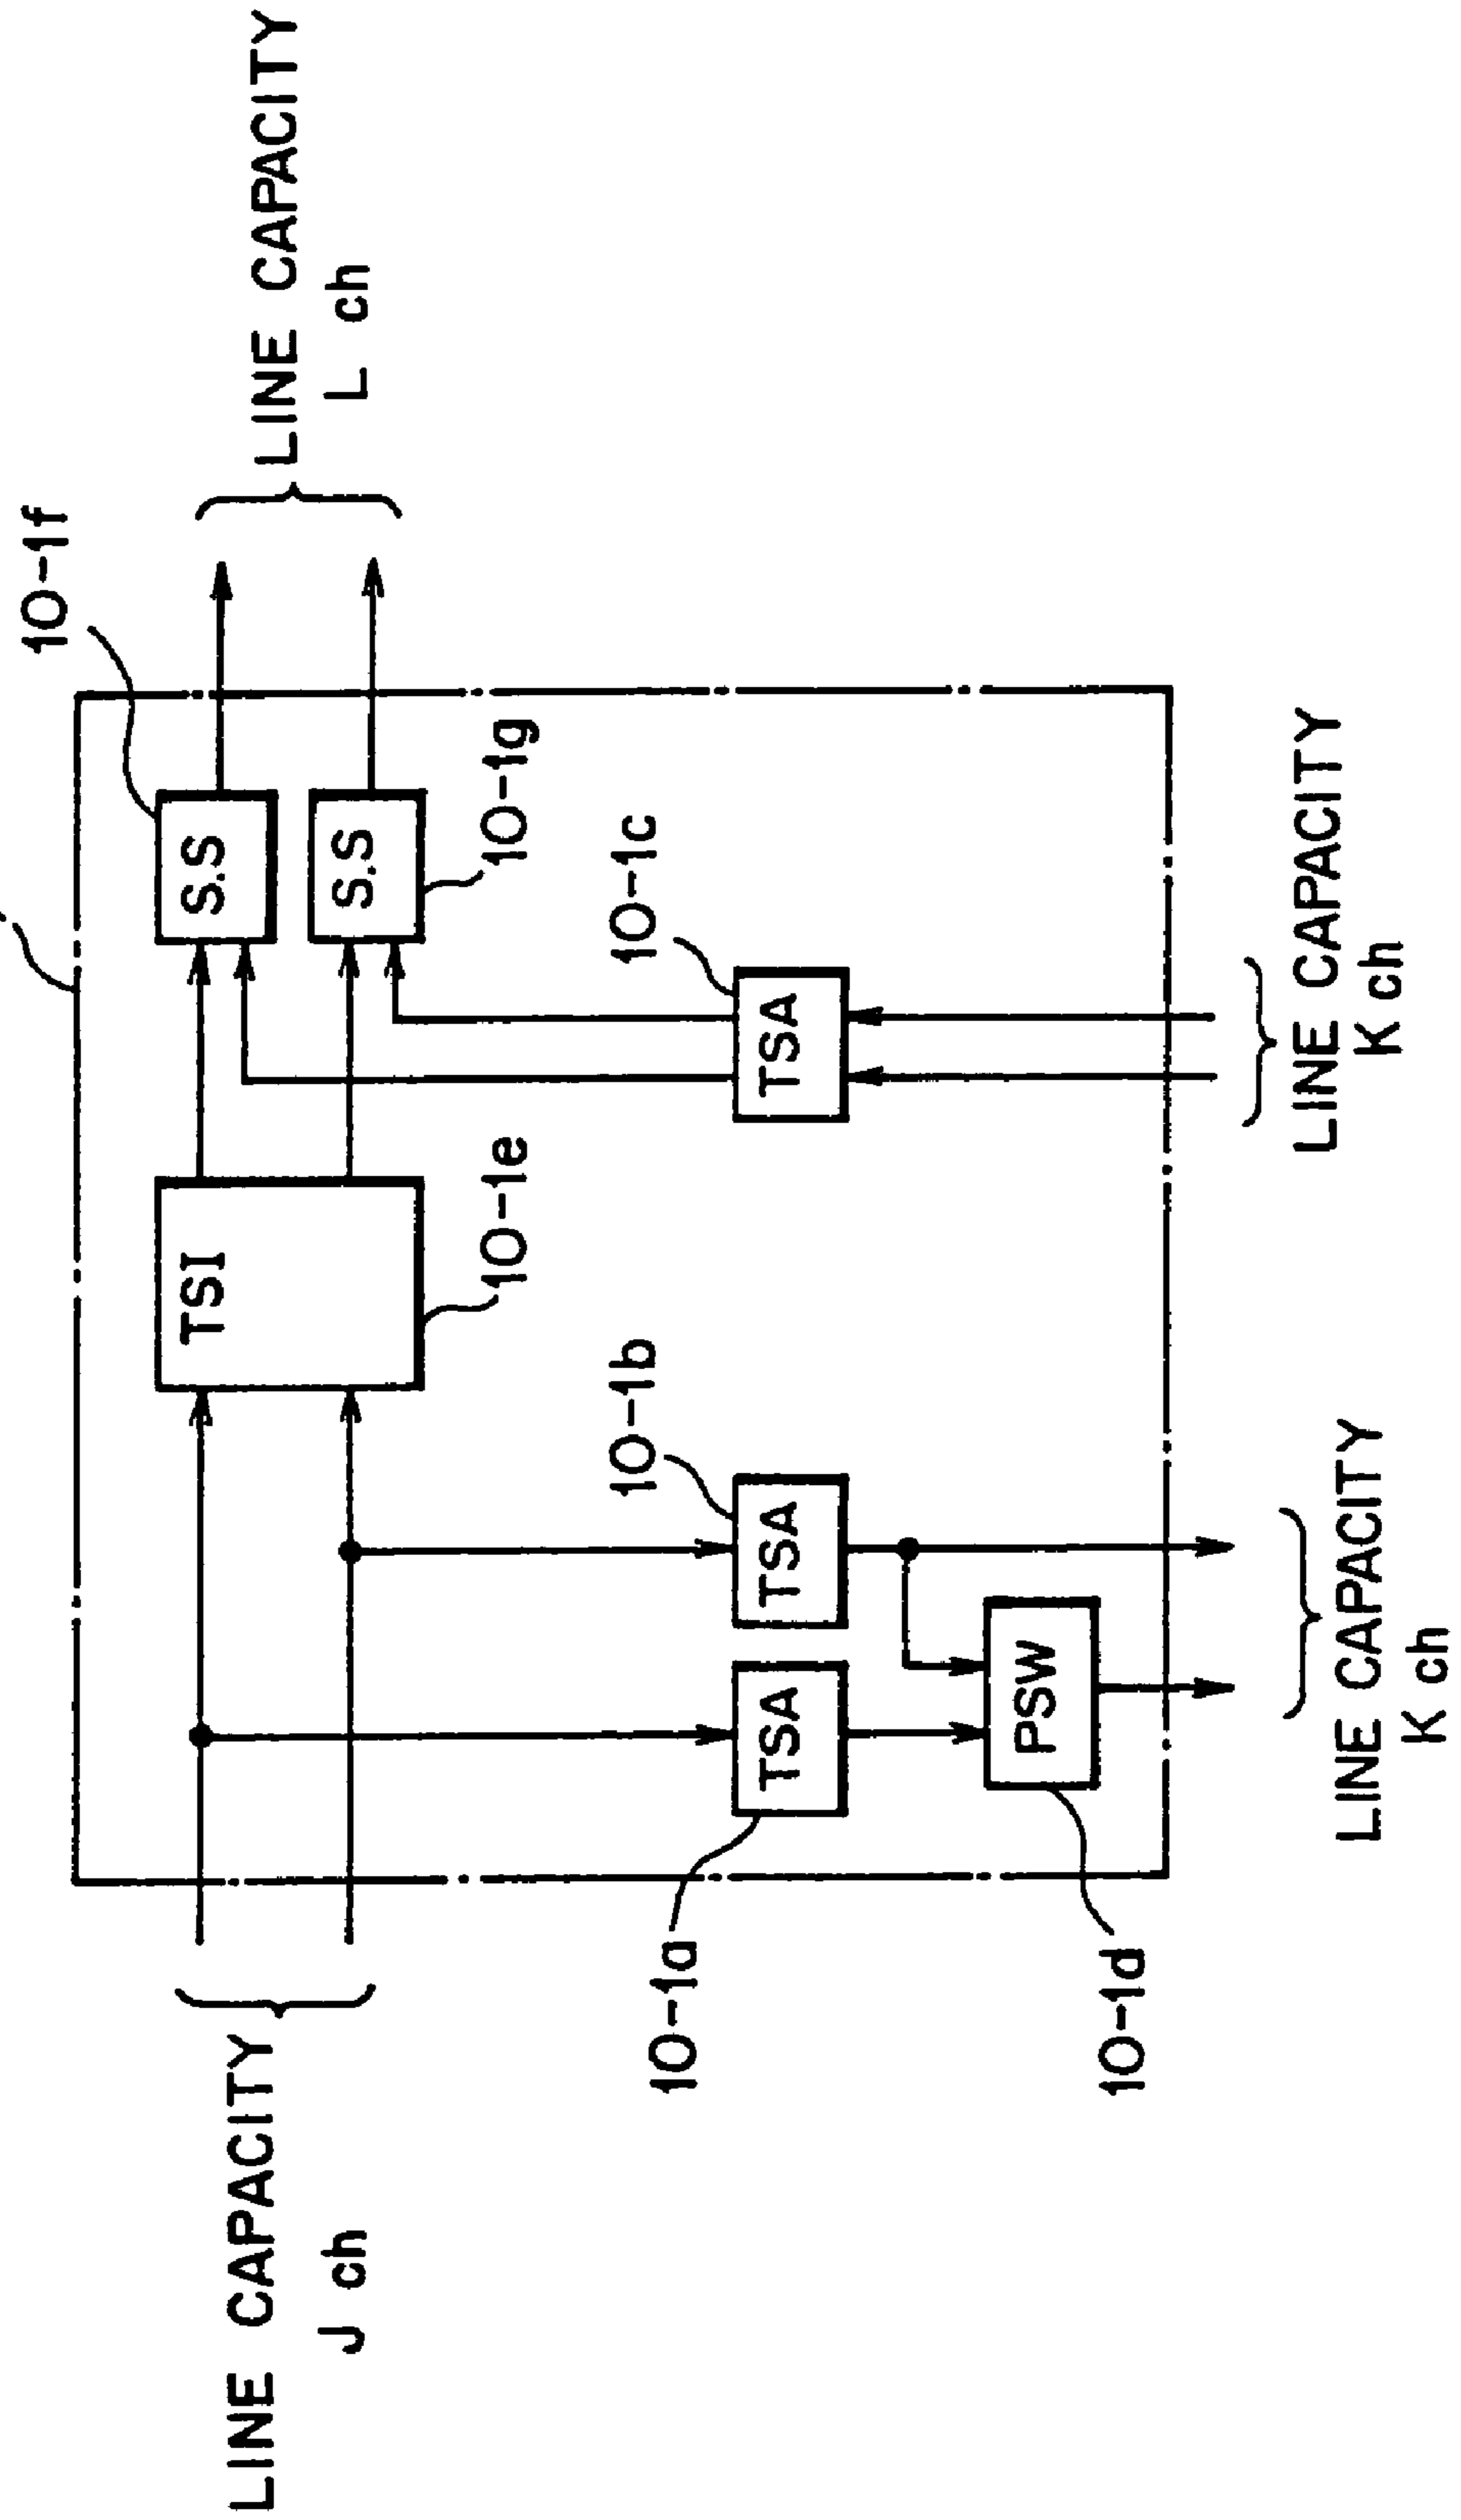 10-1f
LINE CAPACITY
L ch
S.S
S.S
10-1g
10-1c
TSA
LINE CAPACITY
K ch
TSI
10-1e
10-1b
TSA
TSA
PSW
LINE CAPACITY
K ch
10-1a
10-1d
LINE CAPACITY
J ch